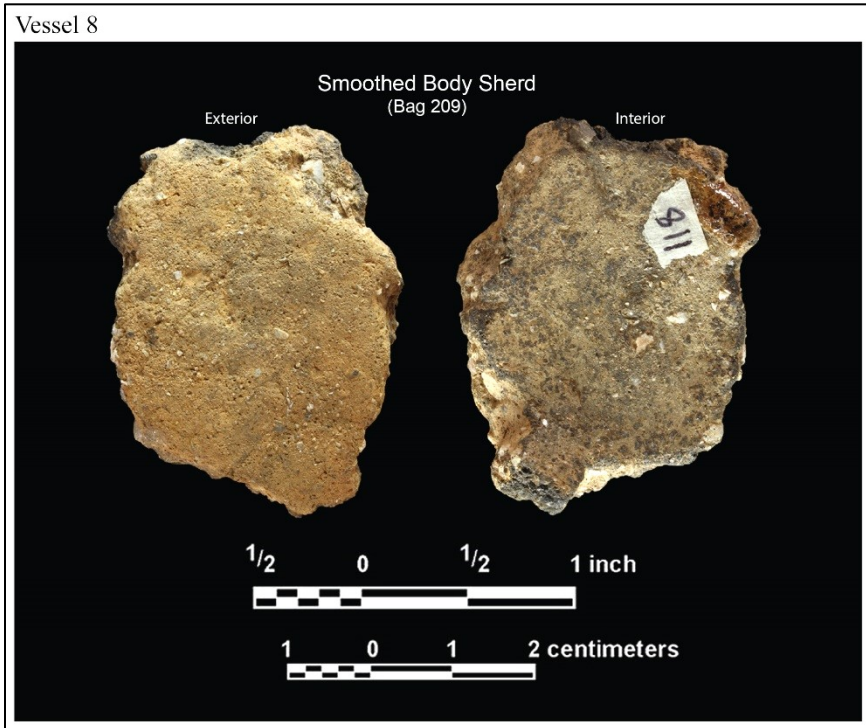 Vessel 8
Smoothed Body Sherd
(Bag 209)
Exterior
Interior
1/2 0 1/2 1 inch
1 0 1 2 centimeters